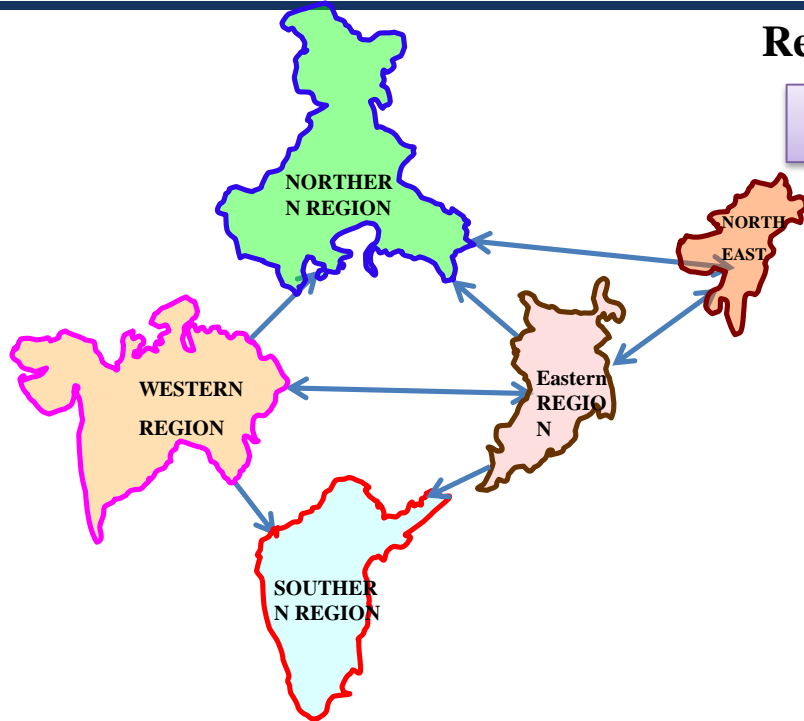 Re
NORTHER
N REGION
NORTH
EAST
WESTERN
REGION
Eastern
REGIO
N
SOUTHER
N REGION